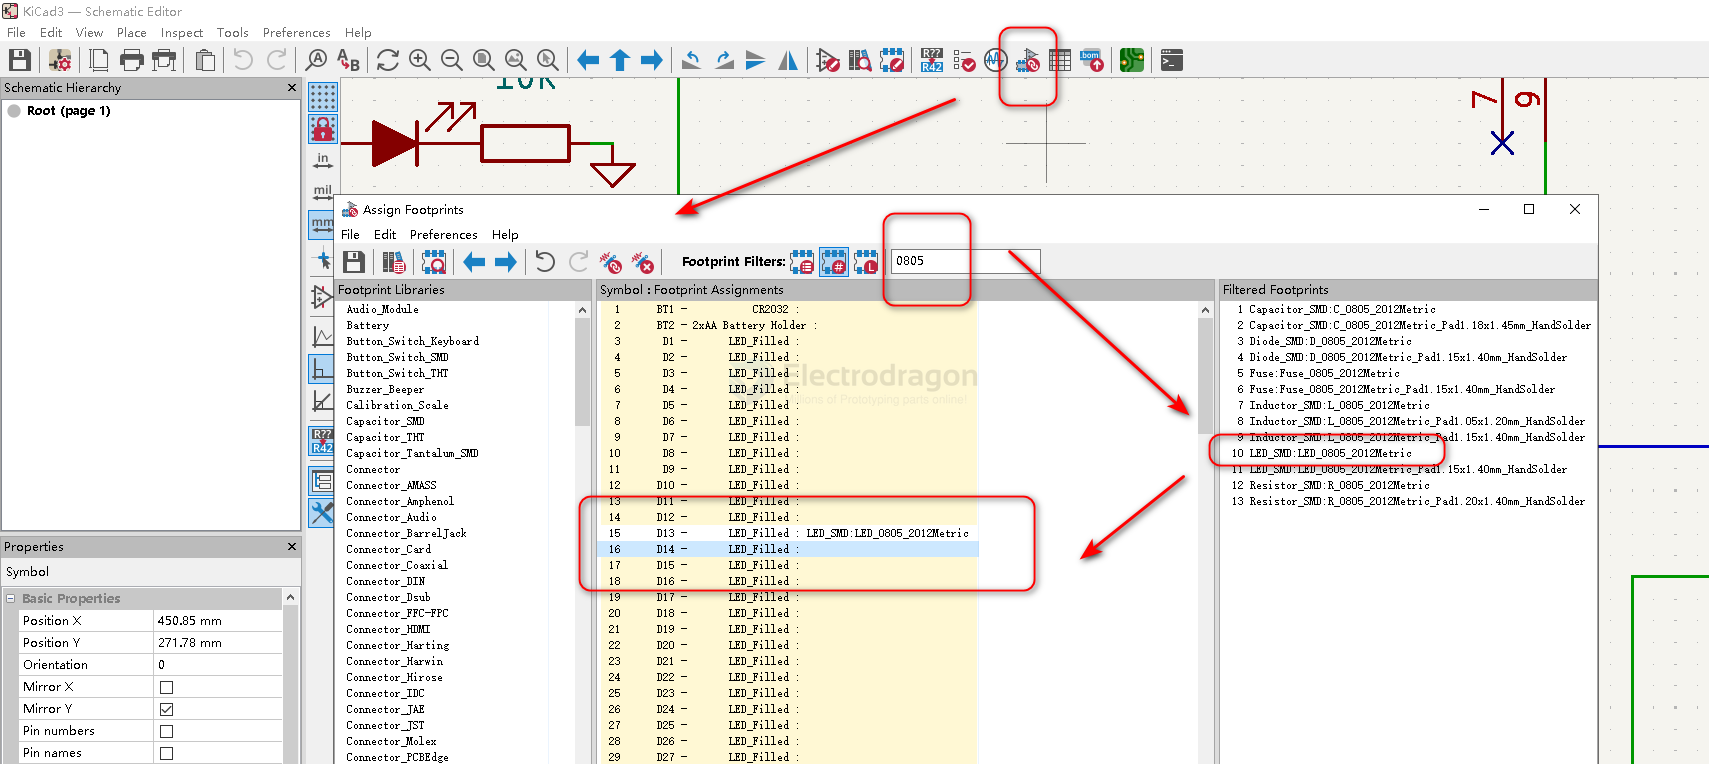 KiCad3 — Schematic Editor
File Edit View Place Inspect Tools Preferences Help
R?? R42
bom
Schematic Hierarchy
Root (page 1)
10K
7
9
in
mil
mm
R??
R42
Assign Footprints
File Edit Preferences Help
Footprint Filters: # L 0805
Footprint Libraries
Audio_Module
Battery
Button_Switch_Keyboard
Button_Switch_SMD
Button_Switch_THT
Buzzer_Beeper
Calibration_Scale
Capacitor_SMD
Capacitor_THT
Capacitor_Tantalum_SMD
Connector
Connector_AMASS
Connector_Amphenol
Connector_Audio
Connector_BarrelJack
Connector_Card
Connector_Coaxial
Connector_DIN
Connector_Dsub
Connector_FFC-FPC
Connector_HDMI
Connector_Harting
Connector_Harwin
Connector_Hirose
Connector_IDC
Connector_JAE
Connector_JST
Connector_Molex
Connector_PCBEdge
Symbol : Footprint Assignments
1 BT1 - CR2032 :
2 BT2 - 2xAA Battery Holder :
3 D1 - LED_Filled :
4 D2 - LED_Filled :
5 D3 - LED_Filled :
6 D4 - LED_Filled :
7 D5 - LED_Filled :
8 D6 - LED_Filled :
9 D7 - LED_Filled :
10 D8 - LED_Filled :
11 D9 - LED_Filled :
12 D10 - LED_Filled :
13 D11 - LED_Filled :
14 D12 - LED_Filled :
15 D13 - LED_Filled : LED_SMD:LED_0805_2012Metric
16 D14 - LED_Filled :
17 D15 - LED_Filled :
18 D16 - LED_Filled :
19 D17 - LED_Filled :
20 D18 - LED_Filled :
21 D19 - LED_Filled :
22 D20 - LED_Filled :
23 D21 - LED_Filled :
24 D22 - LED_Filled :
25 D23 - LED_Filled :
26 D24 - LED_Filled :
27 D25 - LED_Filled :
28 D26 - LED_Filled :
29 D27 - LED_Filled :
Electrodragon
Millions of Prototyping parts online!
Filtered Footprints
1 Capacitor_SMD:C_0805_2012Metric
2 Capacitor_SMD:C_0805_2012Metric_Pad1.18x1.45mm_HandSolder
3 Diode_SMD:D_0805_2012Metric
4 Diode_SMD:D_0805_2012Metric_Pad1.15x1.40mm_HandSolder
5 Fuse:Fuse_0805_2012Metric
6 Fuse:Fuse_0805_2012Metric_Pad1.15x1.40mm_HandSolder
7 Inductor_SMD:L_0805_2012Metric
8 Inductor_SMD:L_0805_2012Metric_Pad1.05x1.20mm_HandSolder
9 Inductor_SMD:L_0805_2012Metric_Pad1.15x1.40mm_HandSolder
10 LED_SMD:LED_0805_2012Metric
11 LED_SMD:LED_0805_2012Metric_Pad1.15x1.40mm_HandSolder
12 Resistor_SMD:R_0805_2012Metric
13 Resistor_SMD:R_0805_2012Metric_Pad1.20x1.40mm_HandSolder
Properties
Symbol
Basic Properties
Position X 450.85 mm
Position Y 271.78 mm
Orientation 0
Mirror X
Mirror Y
Pin numbers
Pin names